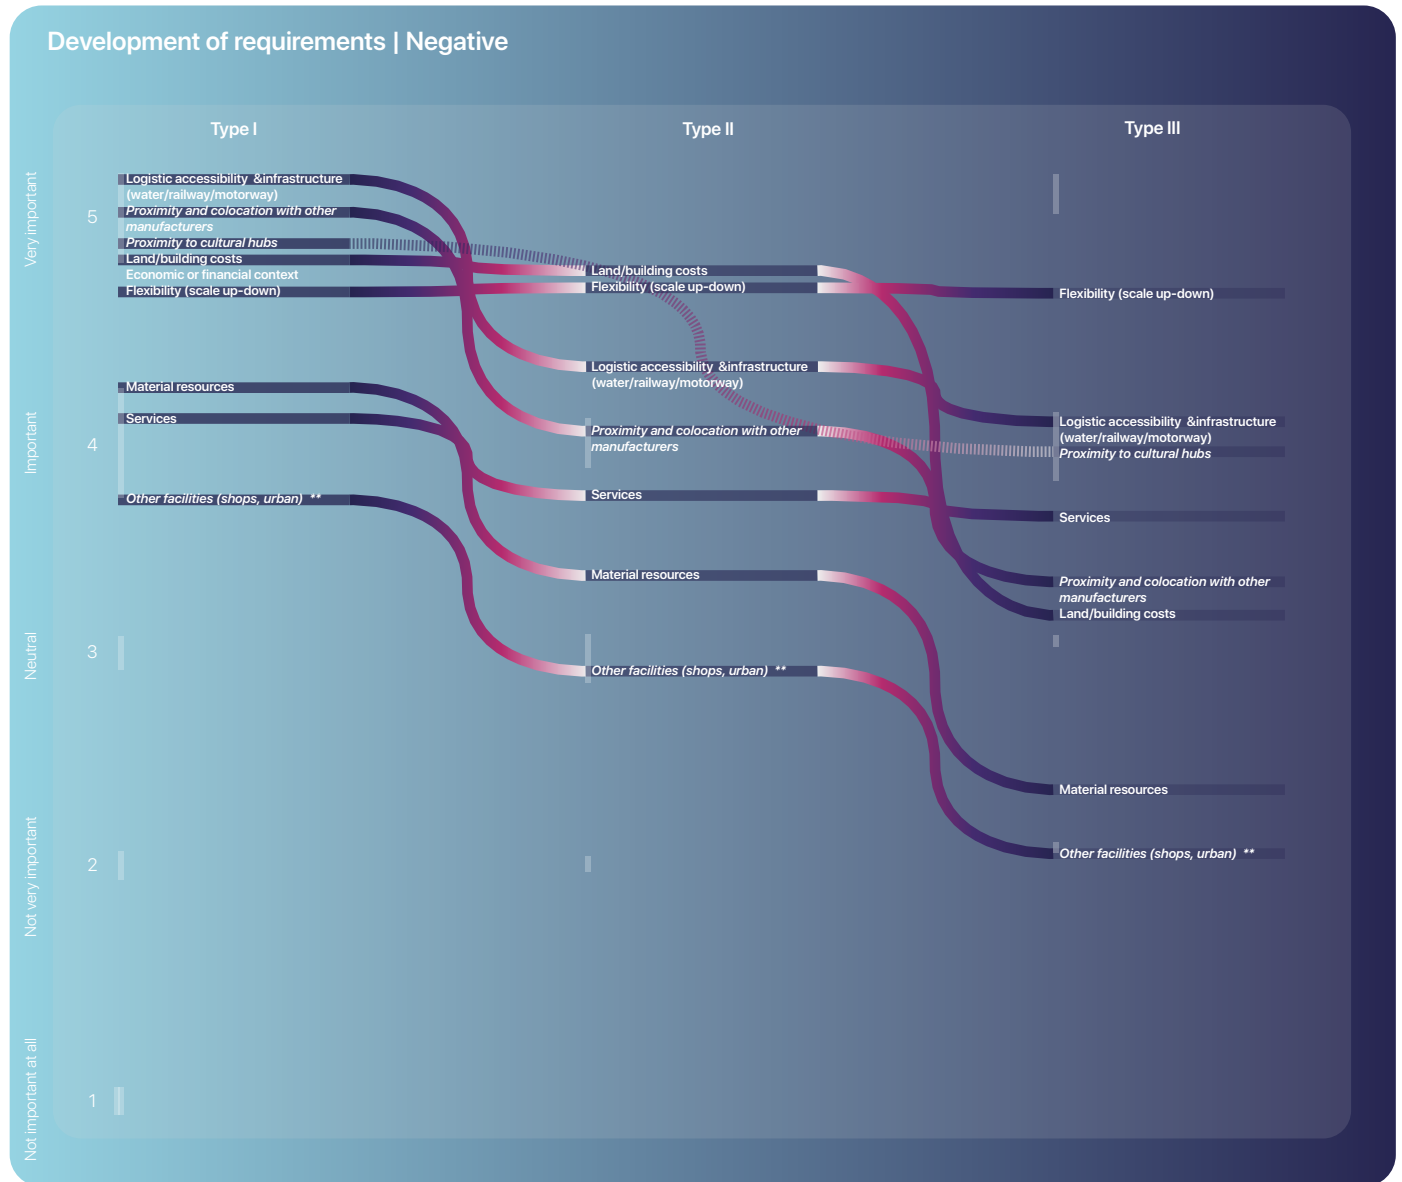 Development of requirements | Negative
Type I
Type II
Type III
Very important
5
Important
4
Neutral
3
Not very important
2
Not important at all
1
Logistic accessibility &infrastructure
(water/railway/motorway)
Proximity and colocation with other
manufacturers
Proximity to cultural hubs
Land/building costs
Economic or financial context
Flexibility (scale up-down)
Material resources
Services
Other facilities (shops, urban) **
Land/building costs
Flexibility (scale up-down)
Logistic accessibility &infrastructure
(water/railway/motorway)
Proximity and colocation with other
manufacturers
Services
Material resources
Other facilities (shops, urban) **
Flexibility (scale up-down)
Logistic accessibility &infrastructure
(water/railway/motorway)
Proximity to cultural hubs
Services
Proximity and colocation with other
manufacturers
Land/building costs
Material resources
Other facilities (shops, urban) **